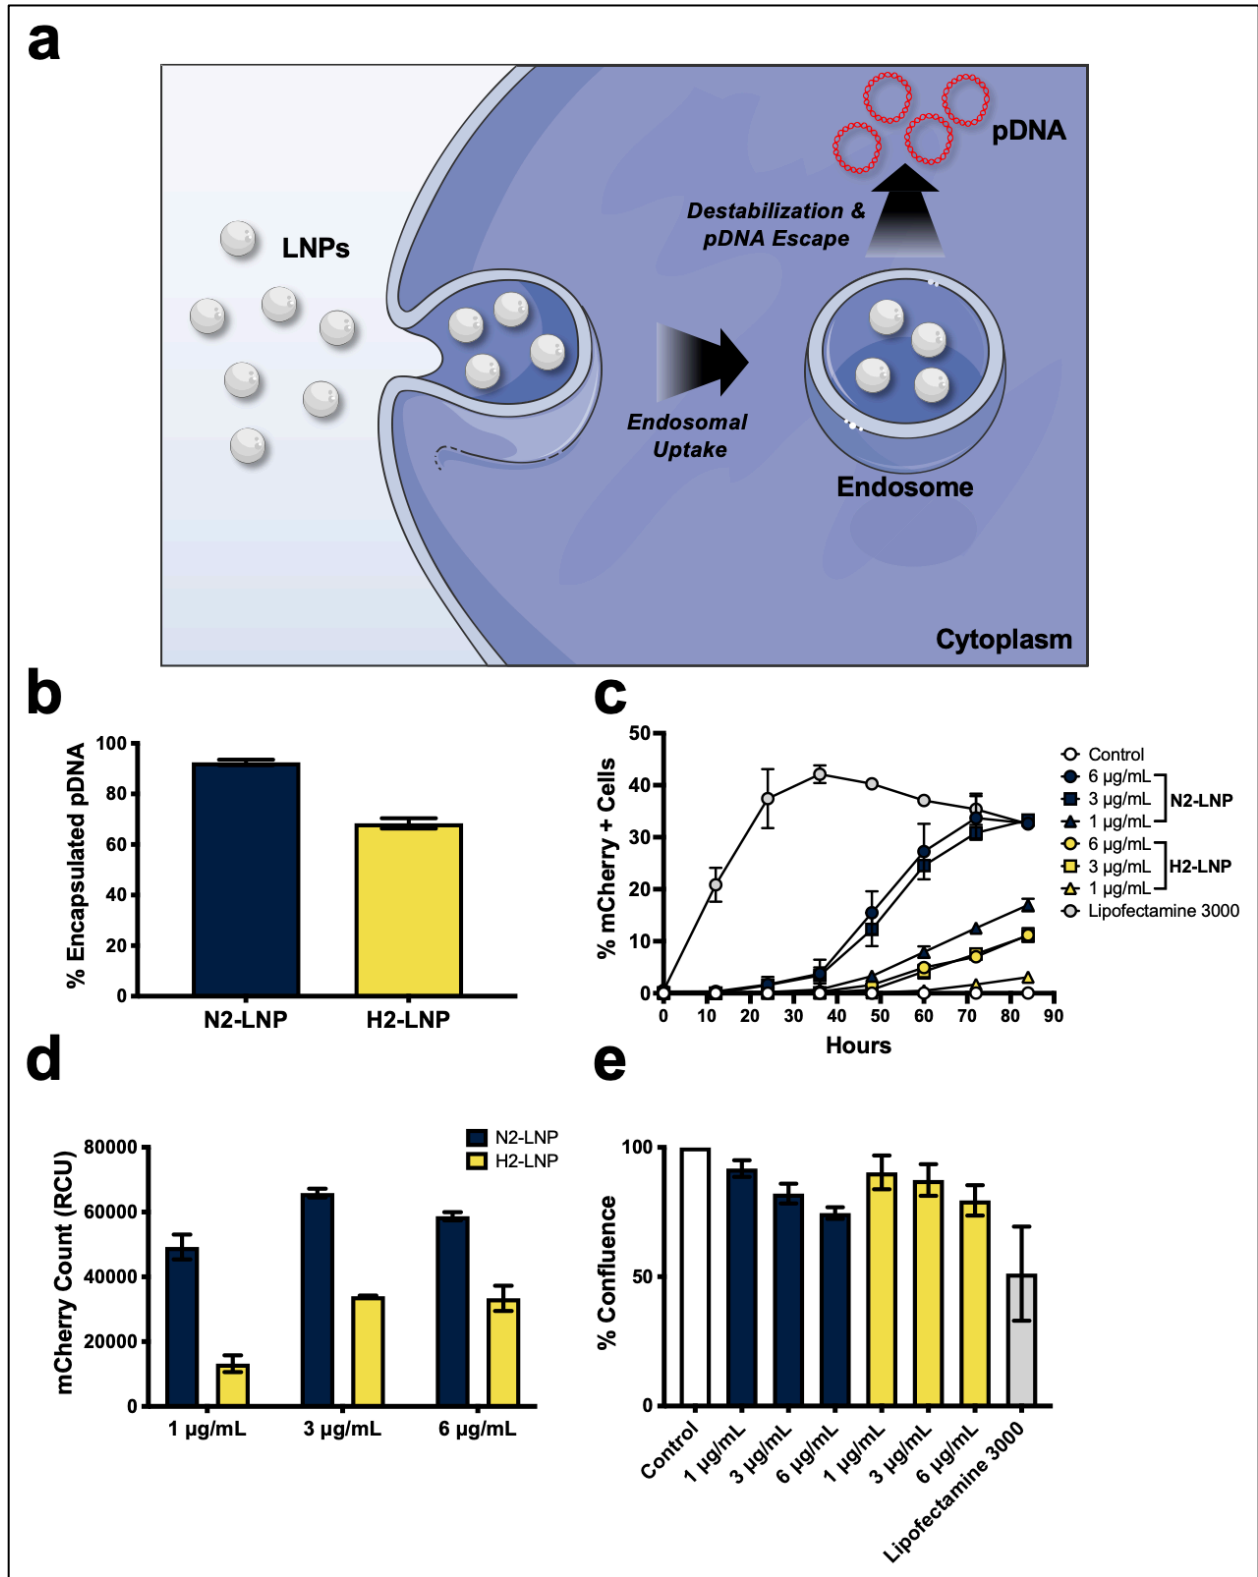 a
LNPs
pDNA
Destabilization &
pDNA Escape
Endosomal
Uptake
Endosome
Cytoplasm
b
% Encapsulated pDNA
100
80
60
40
20
0
N2-LNP
H2-LNP
c
% mCherry + Cells
50
40
30
20
10
0
0 10 20 30 40 50 60 70 80 90
Hours
Control
6 µg/mL
3 µg/mL
1 µg/mL
N2-LNP
6 µg/mL
3 µg/mL
1 µg/mL
H2-LNP
Lipofectamine 3000
d
mCherry Count (RCU)
80000
60000
40000
20000
0
1 µg/mL
3 µg/mL
6 µg/mL
N2-LNP
H2-LNP
e
% Confluence
100
50
0
Control
1 µg/mL
3 µg/mL
6 µg/mL
1 µg/mL
3 µg/mL
6 µg/mL
Lipofectamine 3000